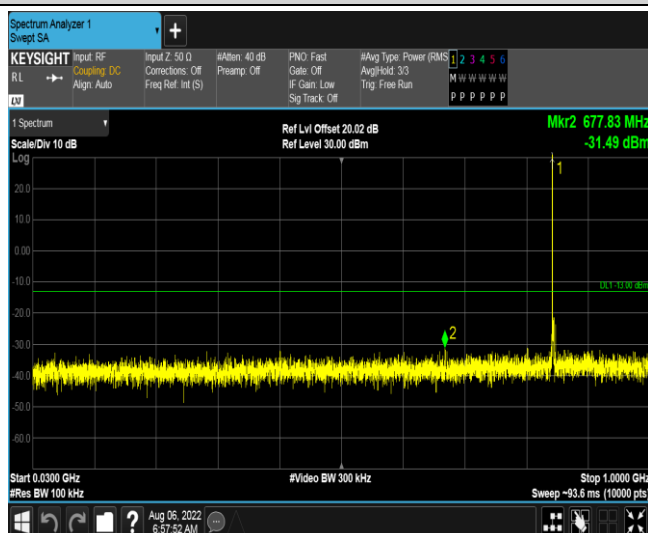 Spectrum Analyzer 1
Swept SA
+
KEYSIGHT
RL
LXI
Input: RF
Coupling: DC
Align: Auto
Input Z: 50 Ω
Corrections: Off
Freq Ref: Int (S)
#Atten: 40 dB
Preamp: Off
PNO: Fast
Gate: Off
IF Gain: Low
Sig Track: Off
#Avg Type: Power (RMS
Avg|Hold: 3/3
Trig: Free Run
1 2 3 4 5 6
M W W W W W
P P P P P P
1 Spectrum
Scale/Div 10 dB
Log
Ref Lvl Offset 20.02 dB
Ref Level 30.00 dBm
Mkr2 677.83 MHz
-31.49 dBm
1
20.0
10.0
0.00
-10.0
DL1 -13.00 dBm
-20.0
-30.0
2
-40.0
-50.0
-60.0
Start 0.0300 GHz
#Res BW 100 kHz
#Video BW 300 kHz
Stop 1.0000 GHz
Sweep ~93.6 ms (10000 pts)
?
Aug 06, 2022
6:57:52 AM